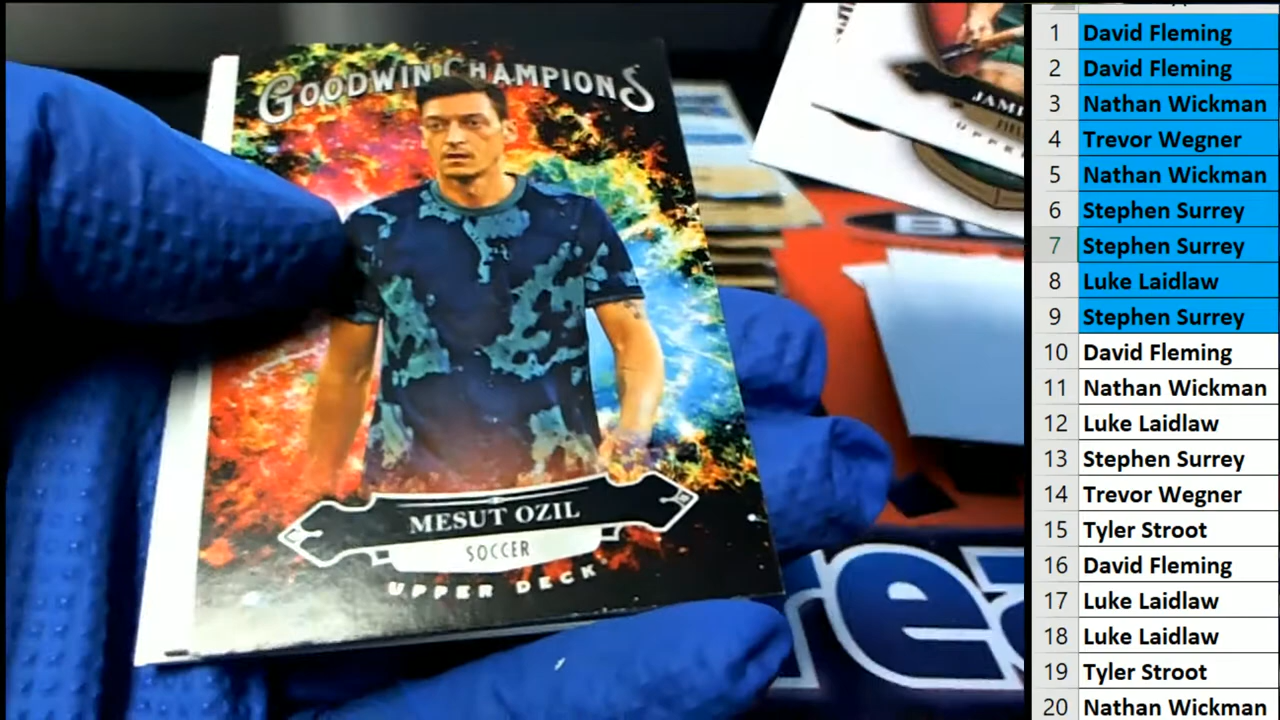 GOODWIN CHAMPIONS
MESUT OZIL
SOCCER
UPPER DECK
1 David Fleming
2 David Fleming
3 Nathan Wickman
4 Trevor Wegner
5 Nathan Wickman
6 Stephen Surrey
7 Stephen Surrey
8 Luke Laidlaw
9 Stephen Surrey
10 David Fleming
11 Nathan Wickman
12 Luke Laidlaw
13 Stephen Surrey
14 Trevor Wegner
15 Tyler Stroot
16 David Fleming
17 Luke Laidlaw
18 Luke Laidlaw
19 Tyler Stroot
20 Nathan Wickman